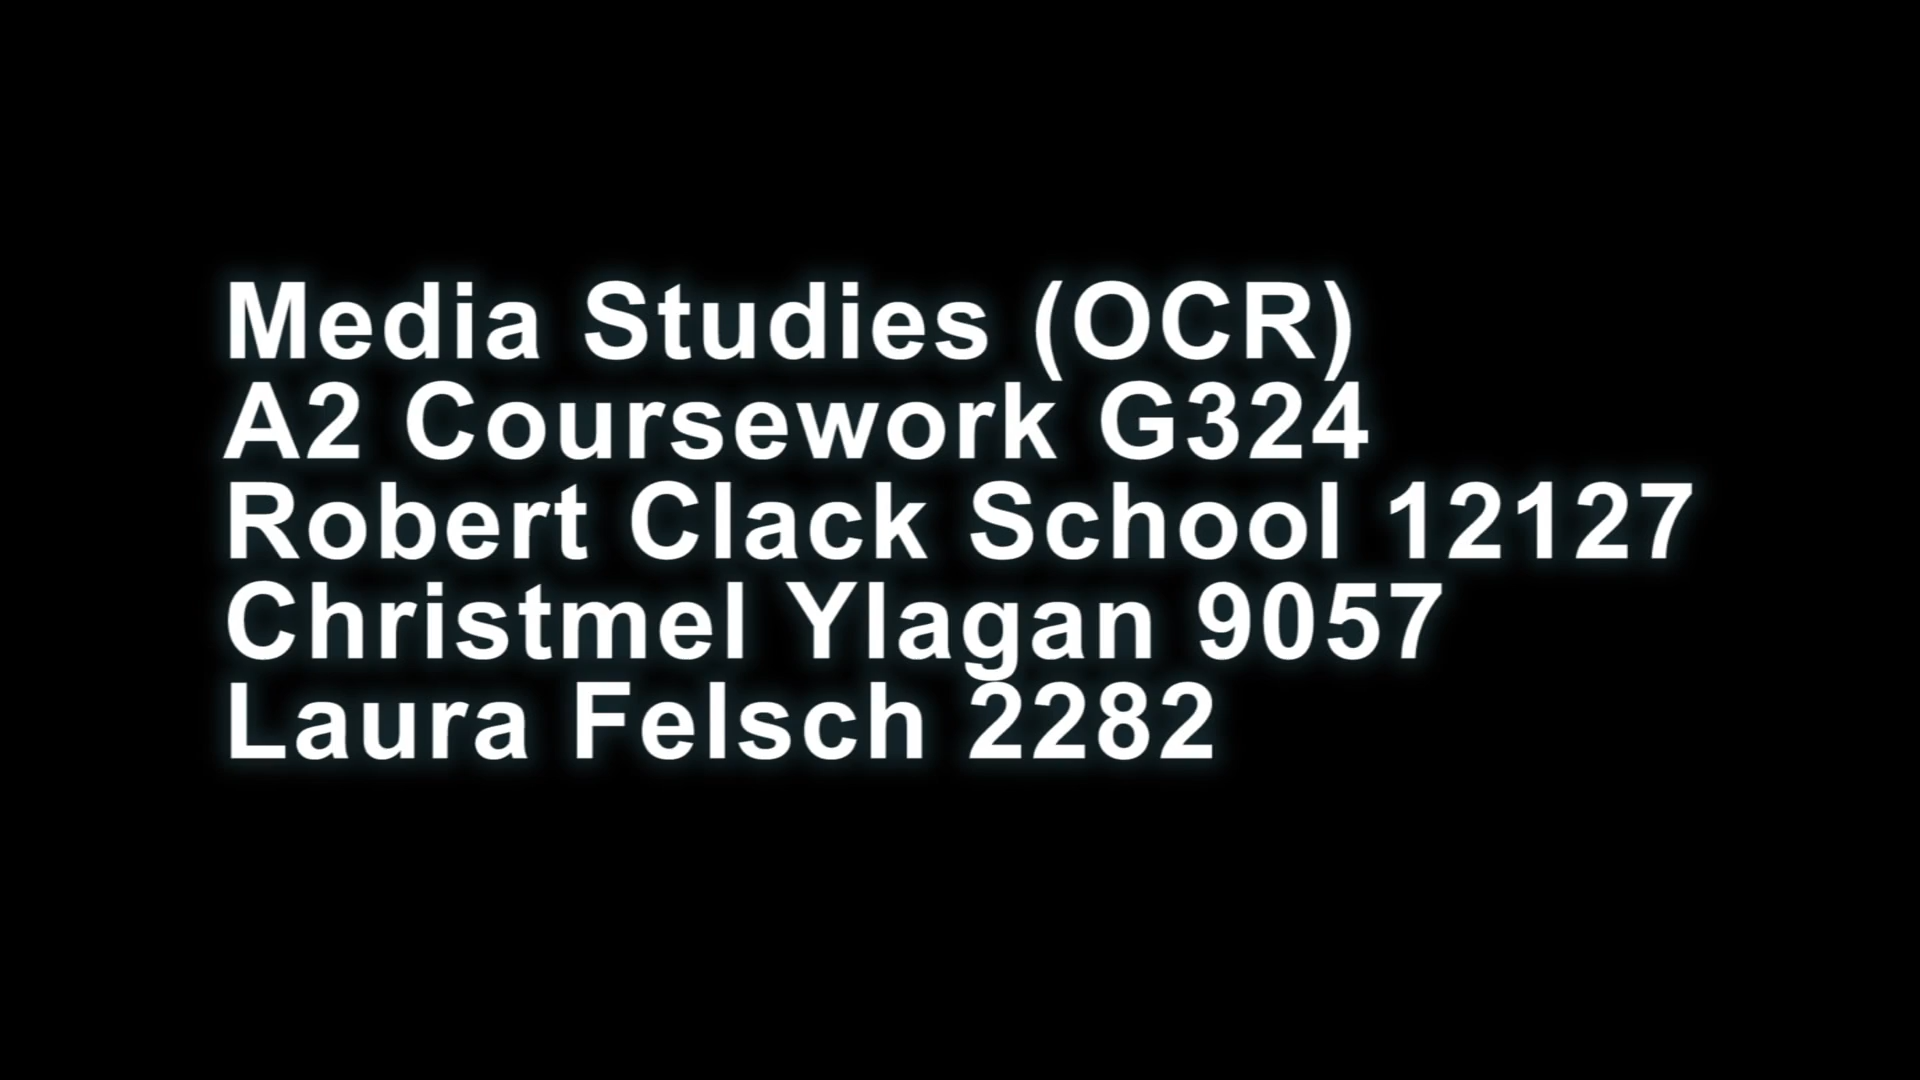 Media Studies (OCR)
A2 Coursework G324
Robert Clack School 12127
Christmel Ylagan 9057
Laura Felsch 2282